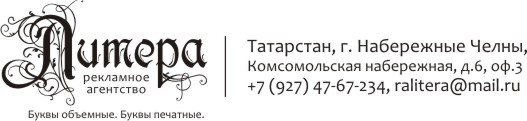 Литера
рекламное
агентство
Буквы объемные. Буквы печатные.
Татарстан, г. Набережные Челны,
Комсомольская набережная, д.6, оф.3
+7 (927) 47-67-234, ralitera@mail.ru